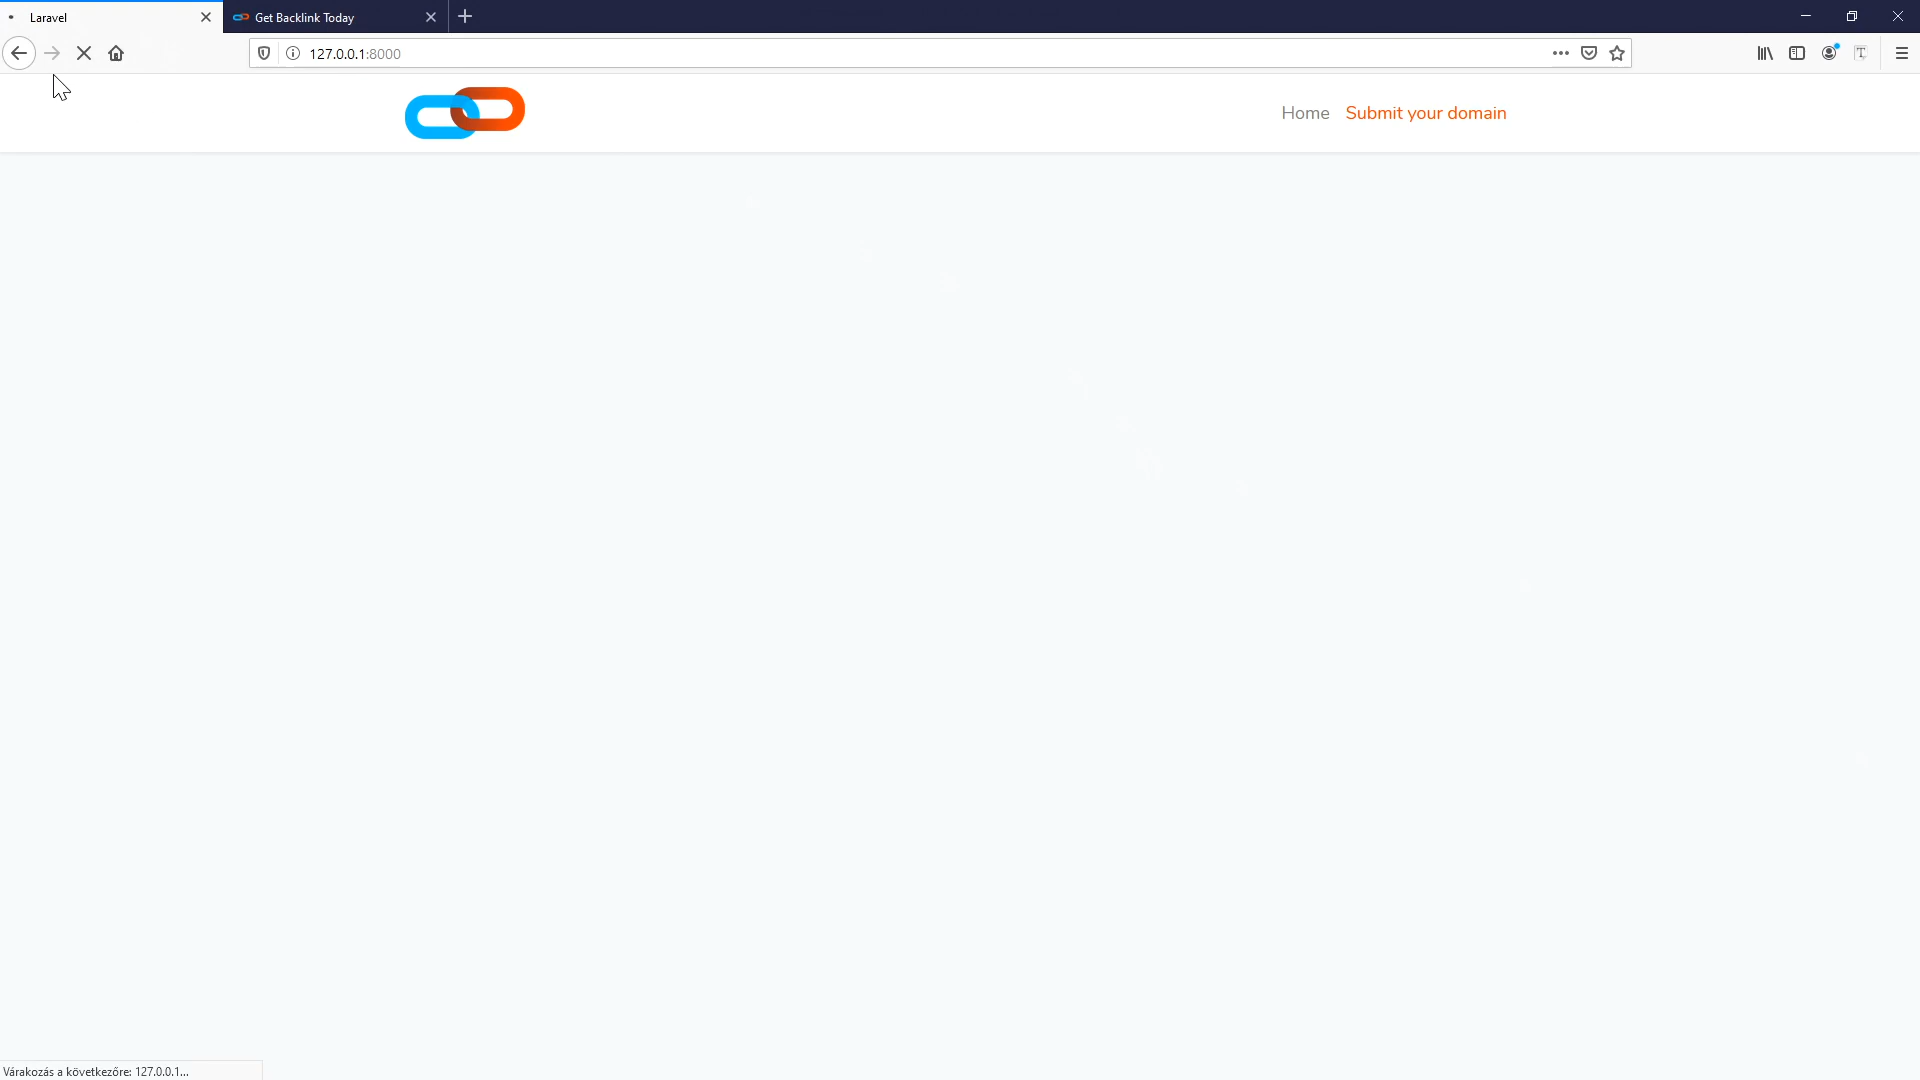 Laravel
Get Backlink Today
127.0.0.1:8000
T
Home
Submit your domain
Várakozás a következőre: 127.0.0.1...